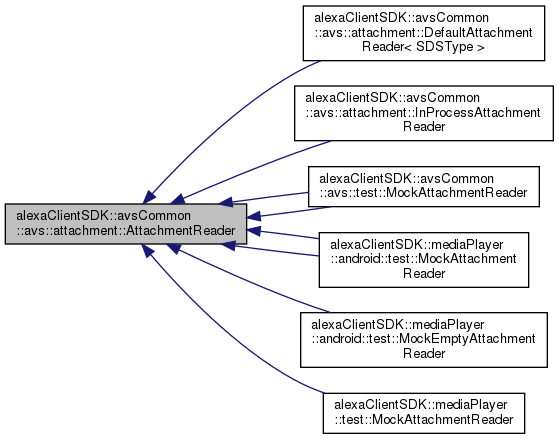 alexaClientSDK::avsCommon
::avs::attachment::DefaultAttachment
Reader< SDSType >
alexaClientSDK::avsCommon
::avs::attachment::InProcessAttachment
Reader
alexaClientSDK::avsCommon
::avs::test::MockAttachmentReader
alexaClientSDK::avsCommon
::avs::attachment::AttachmentReader
alexaClientSDK::mediaPlayer
::android::test::MockAttachment
Reader
alexaClientSDK::mediaPlayer
::android::test::MockEmptyAttachment
Reader
alexaClientSDK::mediaPlayer
::test::MockAttachmentReader